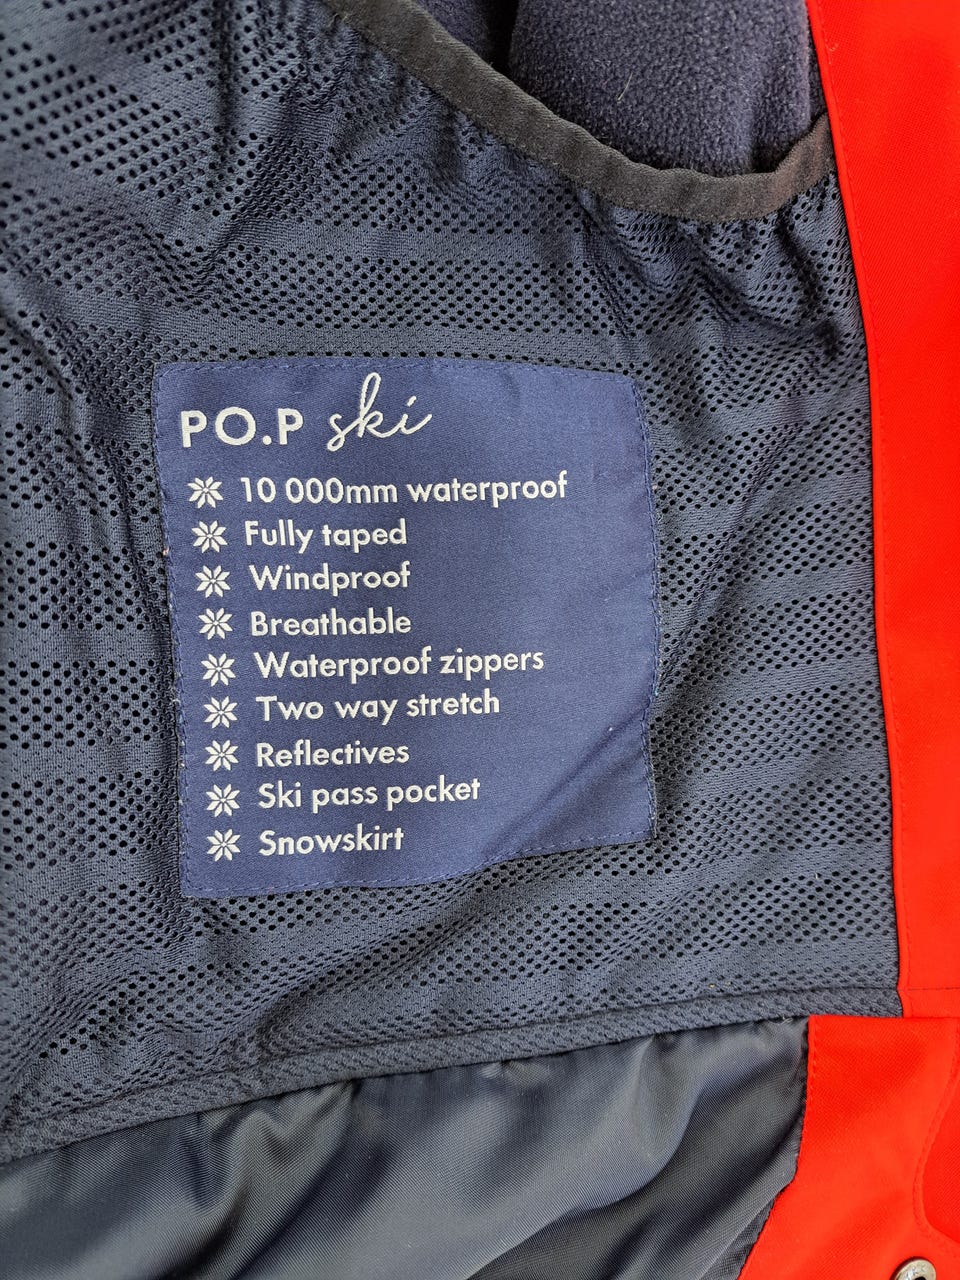 PO.P ski
10 000mm waterproof
Fully taped
Windproof
Breathable
Waterproof zippers
Two way stretch
Reflectives
Ski pass pocket
Snowskirt